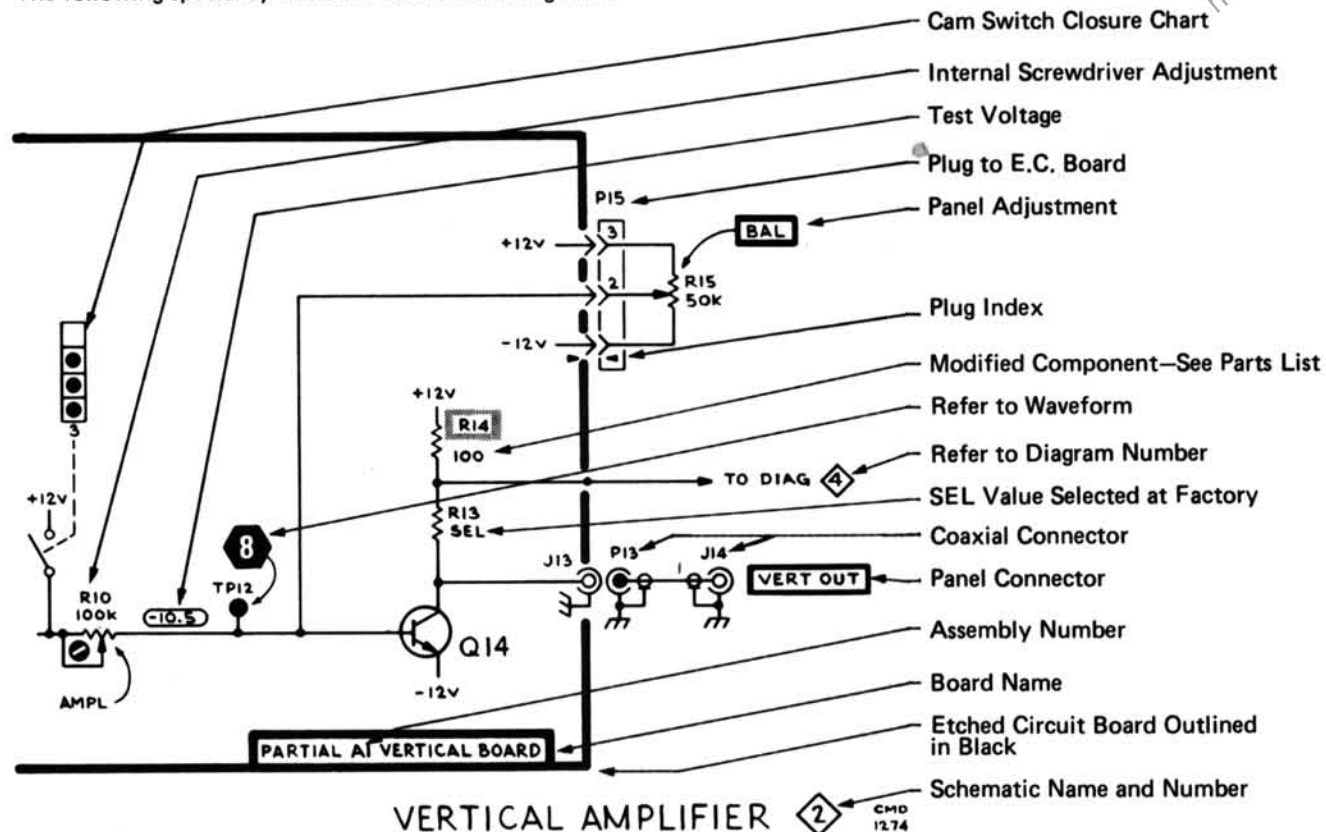 Cam Switch Closure Chart
Internal Screwdriver Adjustment
Test Voltage
Plug to E.C. Board
P15
Panel Adjustment
+12V
3
BAL
2
R15
50K
-12V
Plug Index
Modified Component—See Parts List
+12V
R14
100
Refer to Waveform
3
TO DIAG 4
Refer to Diagram Number
+12V
R13
SEL
SEL Value Selected at Factory
8
J13
P13
1
J14
Coaxial Connector
VERT OUT
Panel Connector
R10
100K
-10.5
TP12
Q14
Assembly Number
AMPL
-12V
Board Name
PARTIAL A1 VERTICAL BOARD
Etched Circuit Board Outlined
in Black
Schematic Name and Number
VERTICAL AMPLIFIER 2
CMD
1274